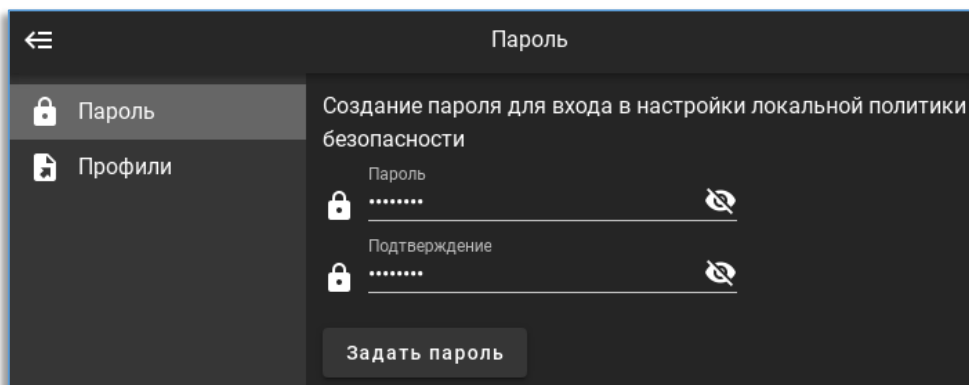 Пароль
Пароль
Профили
Создание пароля для входа в настройки локальной политики
безопасности
Пароль
••••••••
Подтверждение
••••••••
Задать пароль